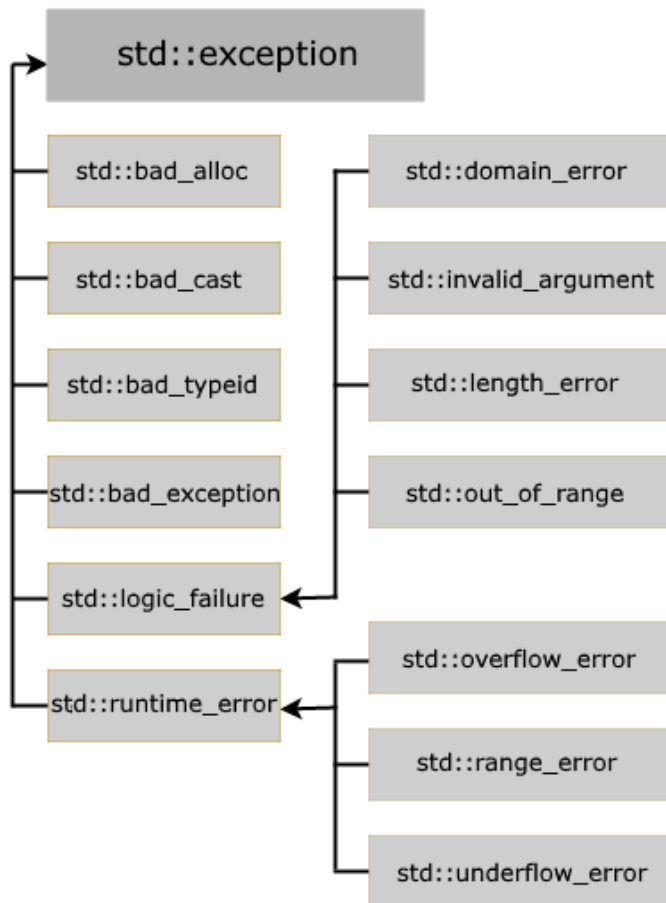 std::exception
std::bad_alloc
std::bad_cast
std::bad_typeid
std::bad_exception
std::logic_failure
std::runtime_error
std::domain_error
std::invalid_argument
std::length_error
std::out_of_range
std::overflow_error
std::range_error
std::underflow_error